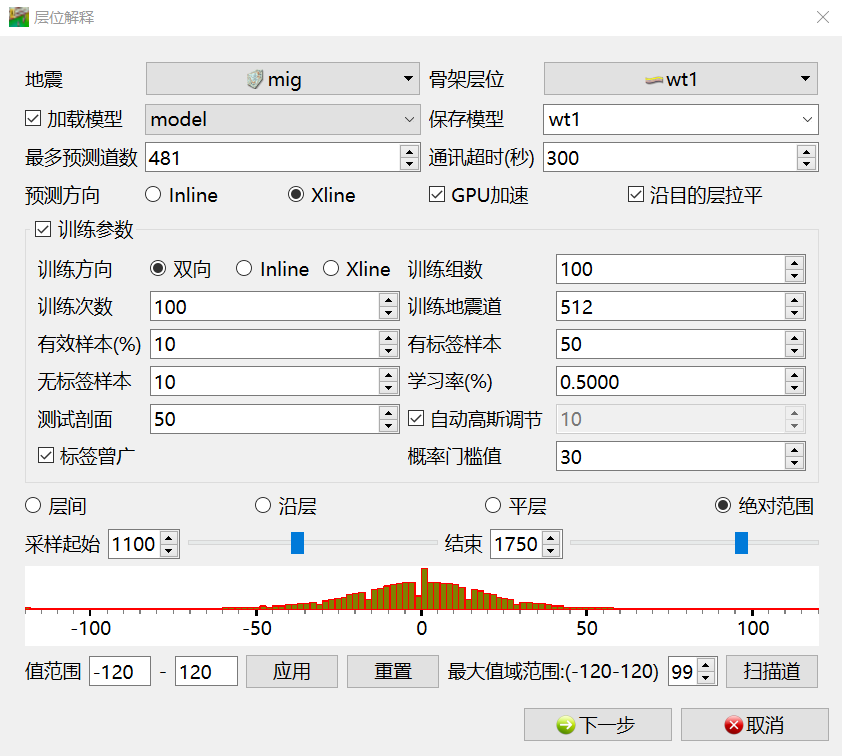 层位解释
地震 mig 骨架层位 wt1
加载模型 model 保存模型 wt1
最多预测道数 481 通讯超时(秒) 300
预测方向 Inline Xline GPU加速 沿目的层拉平
训练参数
训练方向 双向 Inline Xline 训练组数 100
训练次数 100 训练地震道 512
有效样本(%) 10 有标签样本 50
无标签样本 10 学习率(%) 0.5000
测试剖面 50 自动高斯调节 10
标签曾广 概率门槛值 30
层间 沿层 平层 绝对范围
采样起始 1100 结束 1750
-100 -50 0 50 100
值范围 -120 - 120 应用 重置 最大值域范围:(-120-120) 99 扫描道
下一步 取消